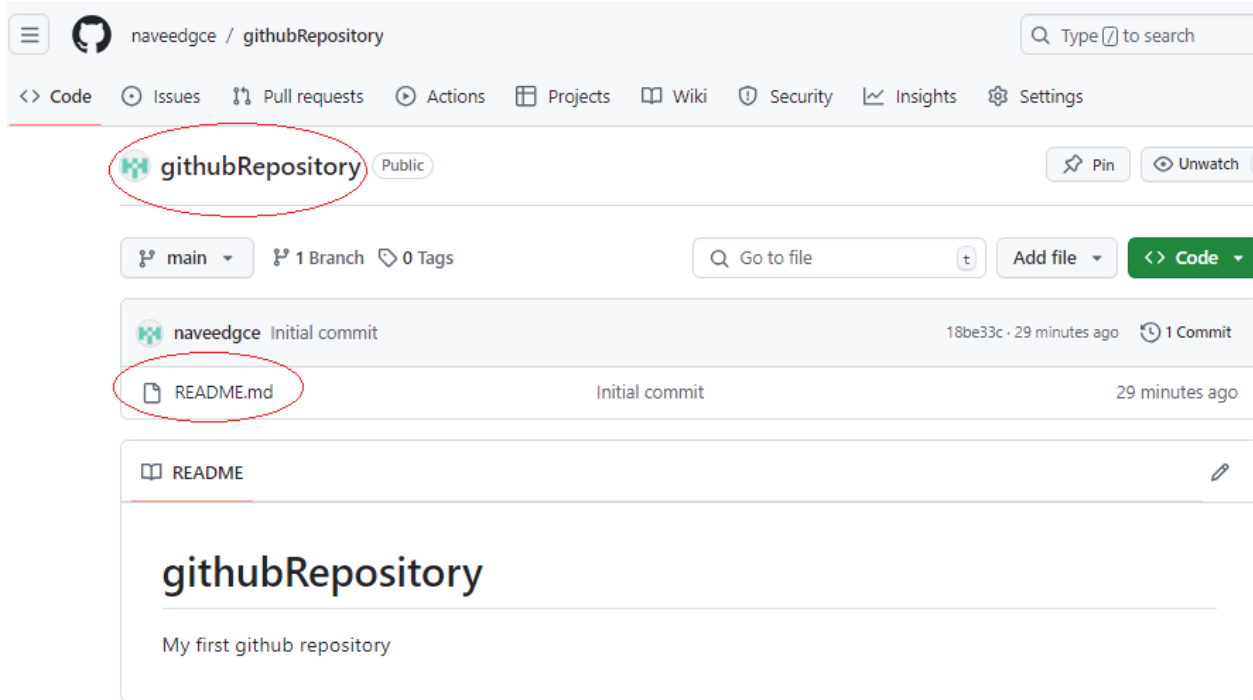 naveedgce / githubRepository
Type / to search
<> Code Issues Pull requests Actions Projects Wiki Security Insights Settings
githubRepository Public
Pin Unwatch
main 1 Branch 0 Tags
Go to file t
Add file <> Code
naveedgce Initial commit 18be33c · 29 minutes ago 1 Commit
README.md Initial commit 29 minutes ago
README
githubRepository
My first github repository